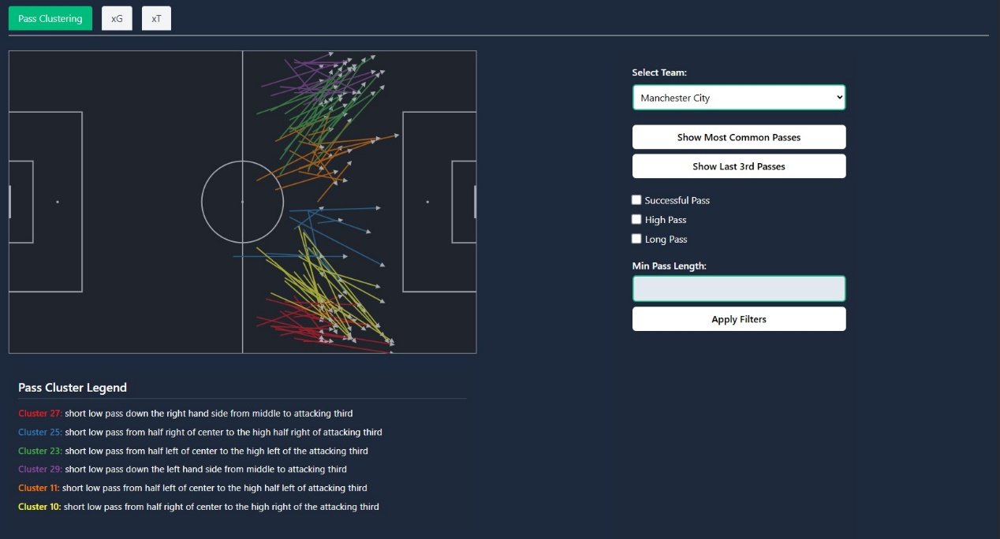 Pass Clustering
xG
xT
Select Team:
Manchester City
Show Most Common Passes
Show Last 3rd Passes
Successful Pass
High Pass
Long Pass
Min Pass Length:
Apply Filters
Pass Cluster Legend
Cluster 27: short low pass down the right hand side from middle to attacking third
Cluster 25: short low pass from half right of center to the high half right of attacking third
Cluster 23: short low pass from half left of center to the high left of the attacking third
Cluster 29: short low pass down the left hand side from middle to attacking third
Cluster 11: short low pass from half left of center to the high half left of attacking third
Cluster 10: short low pass from half right of center to the high right of the attacking third